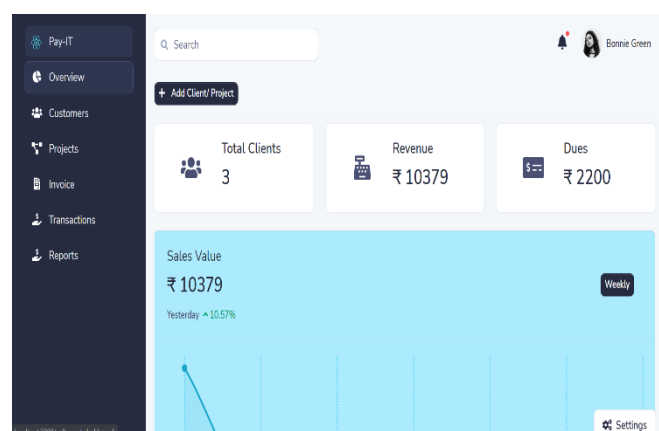 Pay-IT
Overview
Customers
Projects
Invoice
Transactions
Reports
Search
Bonnie Green
+ Add Client/ Project
Total Clients
3
Revenue
₹ 10379
Dues
₹ 2200
Sales Value
₹ 10379
Yesterday ^ 10.57%
Weekly
Settings